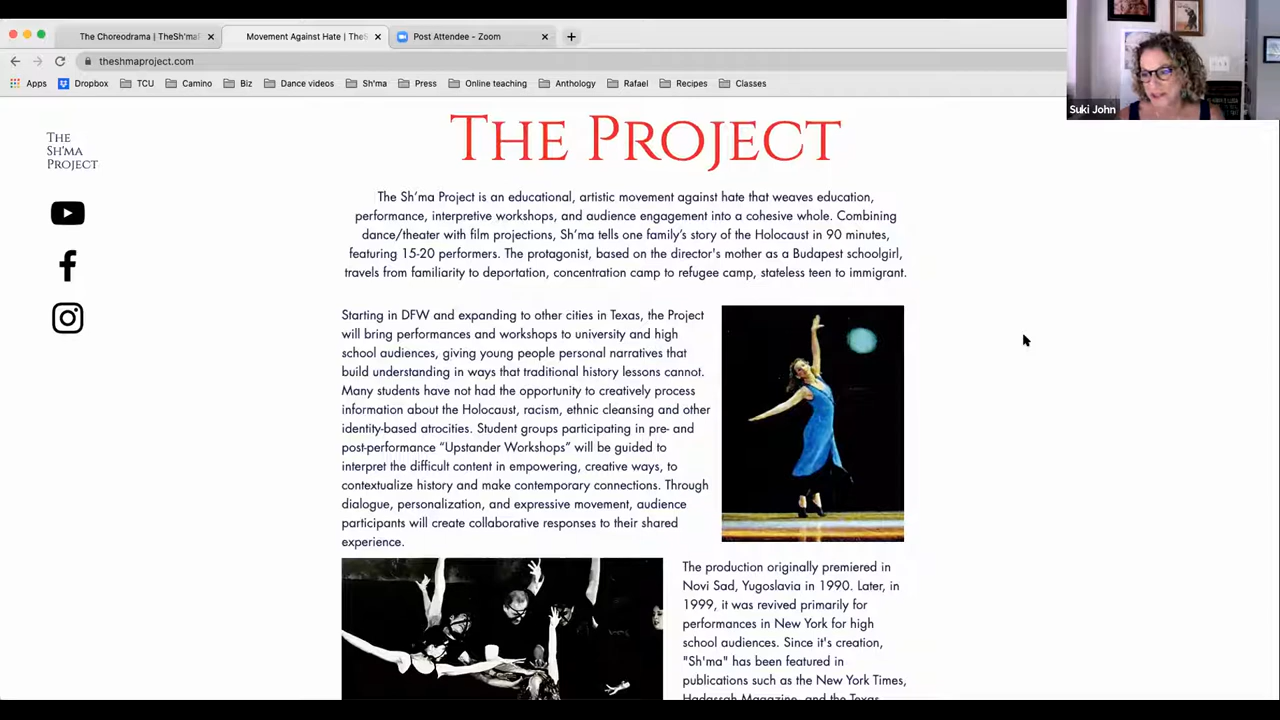 The Choreodrama | TheSh'ma
Movement Against Hate | TheS
Post Attendee - Zoom
theshmaproject.com
Apps
Dropbox
TCU
Camino
Biz
Dance videos
Sh'ma
Press
Online teaching
Anthology
Rafael
Recipes
Classes
Suki John
THE
SH'MA
PROJECT
THE PROJECT
The Sh'ma Project is an educational, artistic movement against hate that weaves education,
performance, interpretive workshops, and audience engagement into a cohesive whole. Combining
dance/theater with film projections, Sh'ma tells one family's story of the Holocaust in 90 minutes,
featuring 15-20 performers. The protagonist, based on the director's mother as a Budapest schoolgirl,
travels from familiarity to deportation, concentration camp to refugee camp, stateless teen to immigrant.
Starting in DFW and expanding to other cities in Texas, the Project
will bring performances and workshops to university and high
school audiences, giving young people personal narratives that
build understanding in ways that traditional history lessons cannot.
Many students have not had the opportunity to creatively process
information about the Holocaust, racism, ethnic cleansing and other
identity-based atrocities. Student groups participating in pre- and
post-performance “Upstander Workshops” will be guided to
interpret the difficult content in empowering, creative ways, to
contextualize history and make contemporary connections. Through
dialogue, personalization, and expressive movement, audience
participants will create collaborative responses to their shared
experience.
The production originally premiered in
Novi Sad, Yugoslavia in 1990. Later, in
1999, it was revived primarily for
performances in New York for high
school audiences. Since it's creation,
"Sh'ma" has been featured in
publications such as the New York Times,
Hadassah Magazine, and the Texas